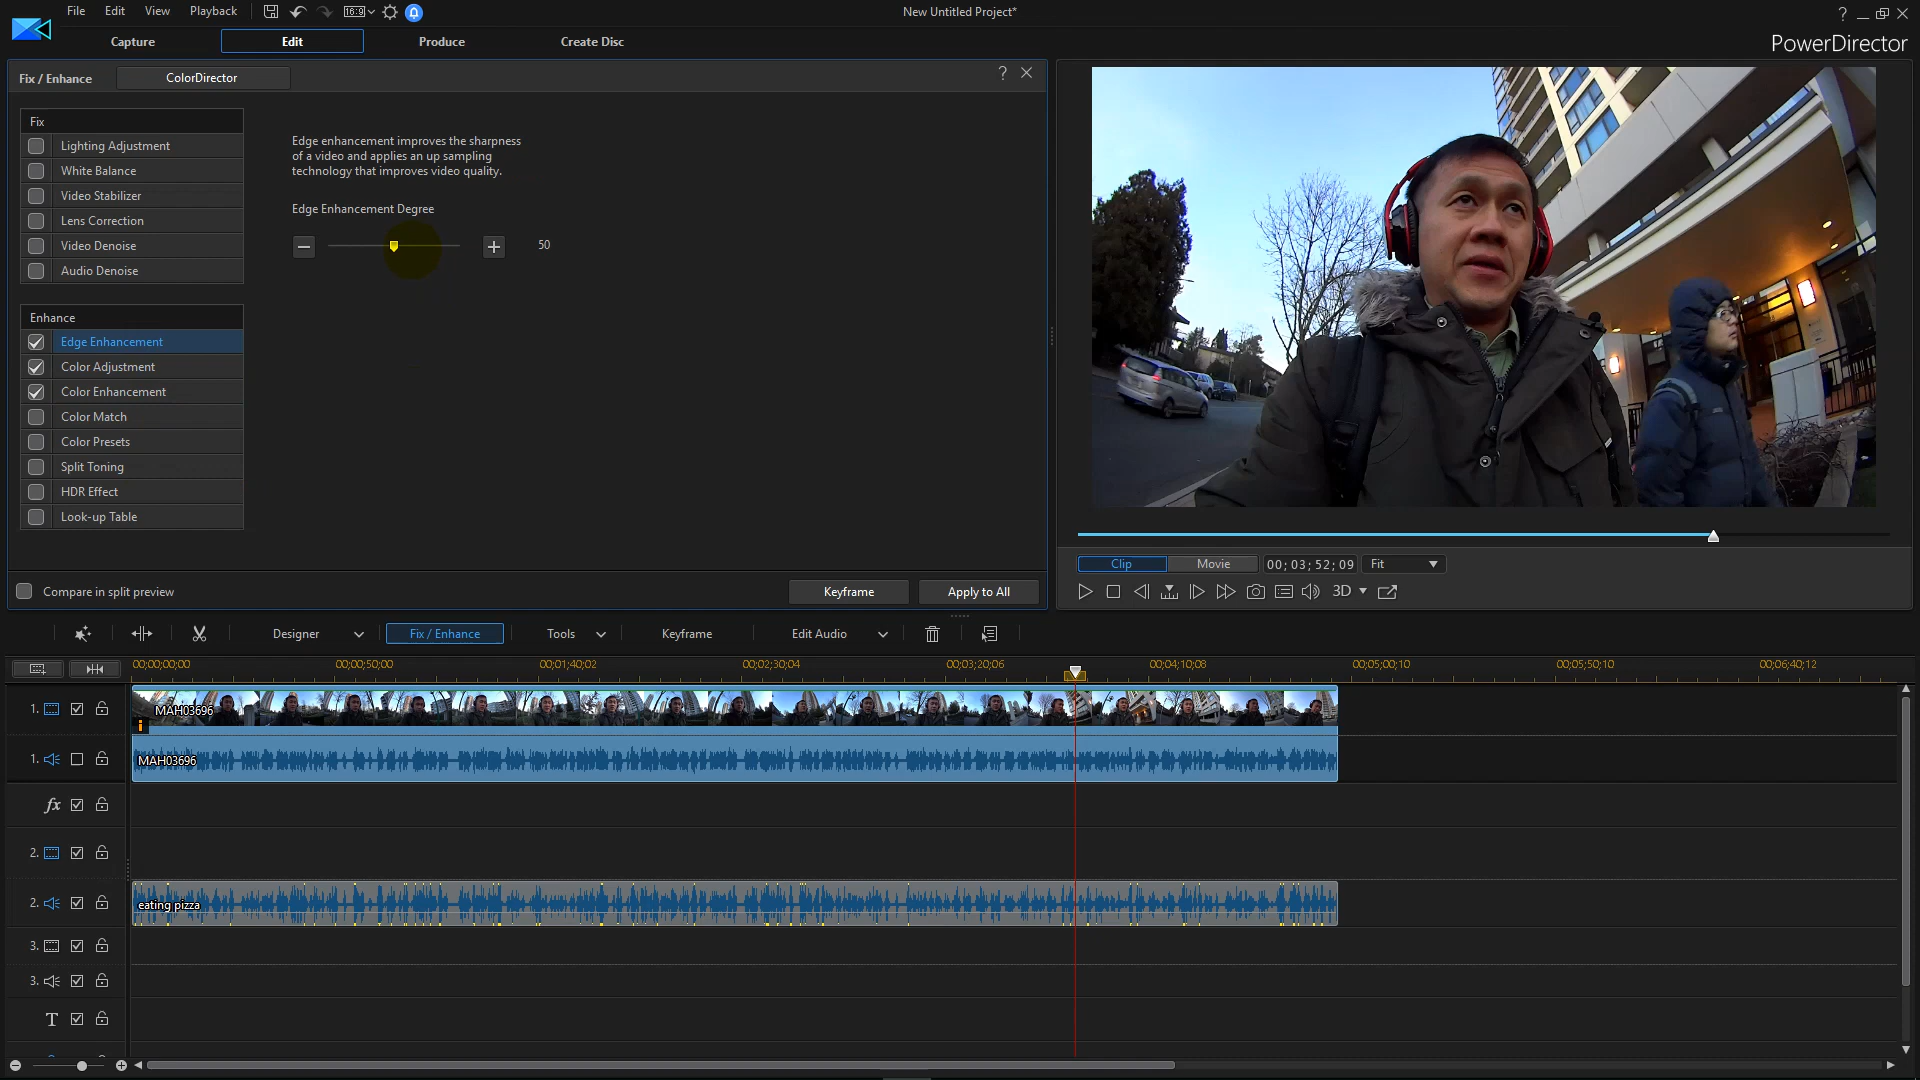 File Edit View Playback 16:9 New Untitled Project* ?
Capture Edit Produce Create Disc PowerDirector
Fix / Enhance ColorDirector ?
Fix
Lighting Adjustment
White Balance
Video Stabilizer
Lens Correction
Video Denoise
Audio Denoise
Enhance
Edge Enhancement
Color Adjustment
Color Enhancement
Color Match
Color Presets
Split Toning
HDR Effect
Look-up Table
Edge enhancement improves the sharpness
of a video and applies an up sampling
technology that improves video quality.
Edge Enhancement Degree
50
Compare in split preview Keyframe Apply to All
Clip Movie 00; 03; 52; 09 Fit
3D
Designer Fix / Enhance Tools Keyframe Edit Audio
00;00;00;00 00;00;50;00 00;01;40;02 00;02;30;04 00;03;20;06 00;04;10;08 00;05;00;10 00;05;50;10 00;06;40;12
1. MAH03696
i
1. MAH03696
fx
2.
2. eating pizza
3.
3.
T